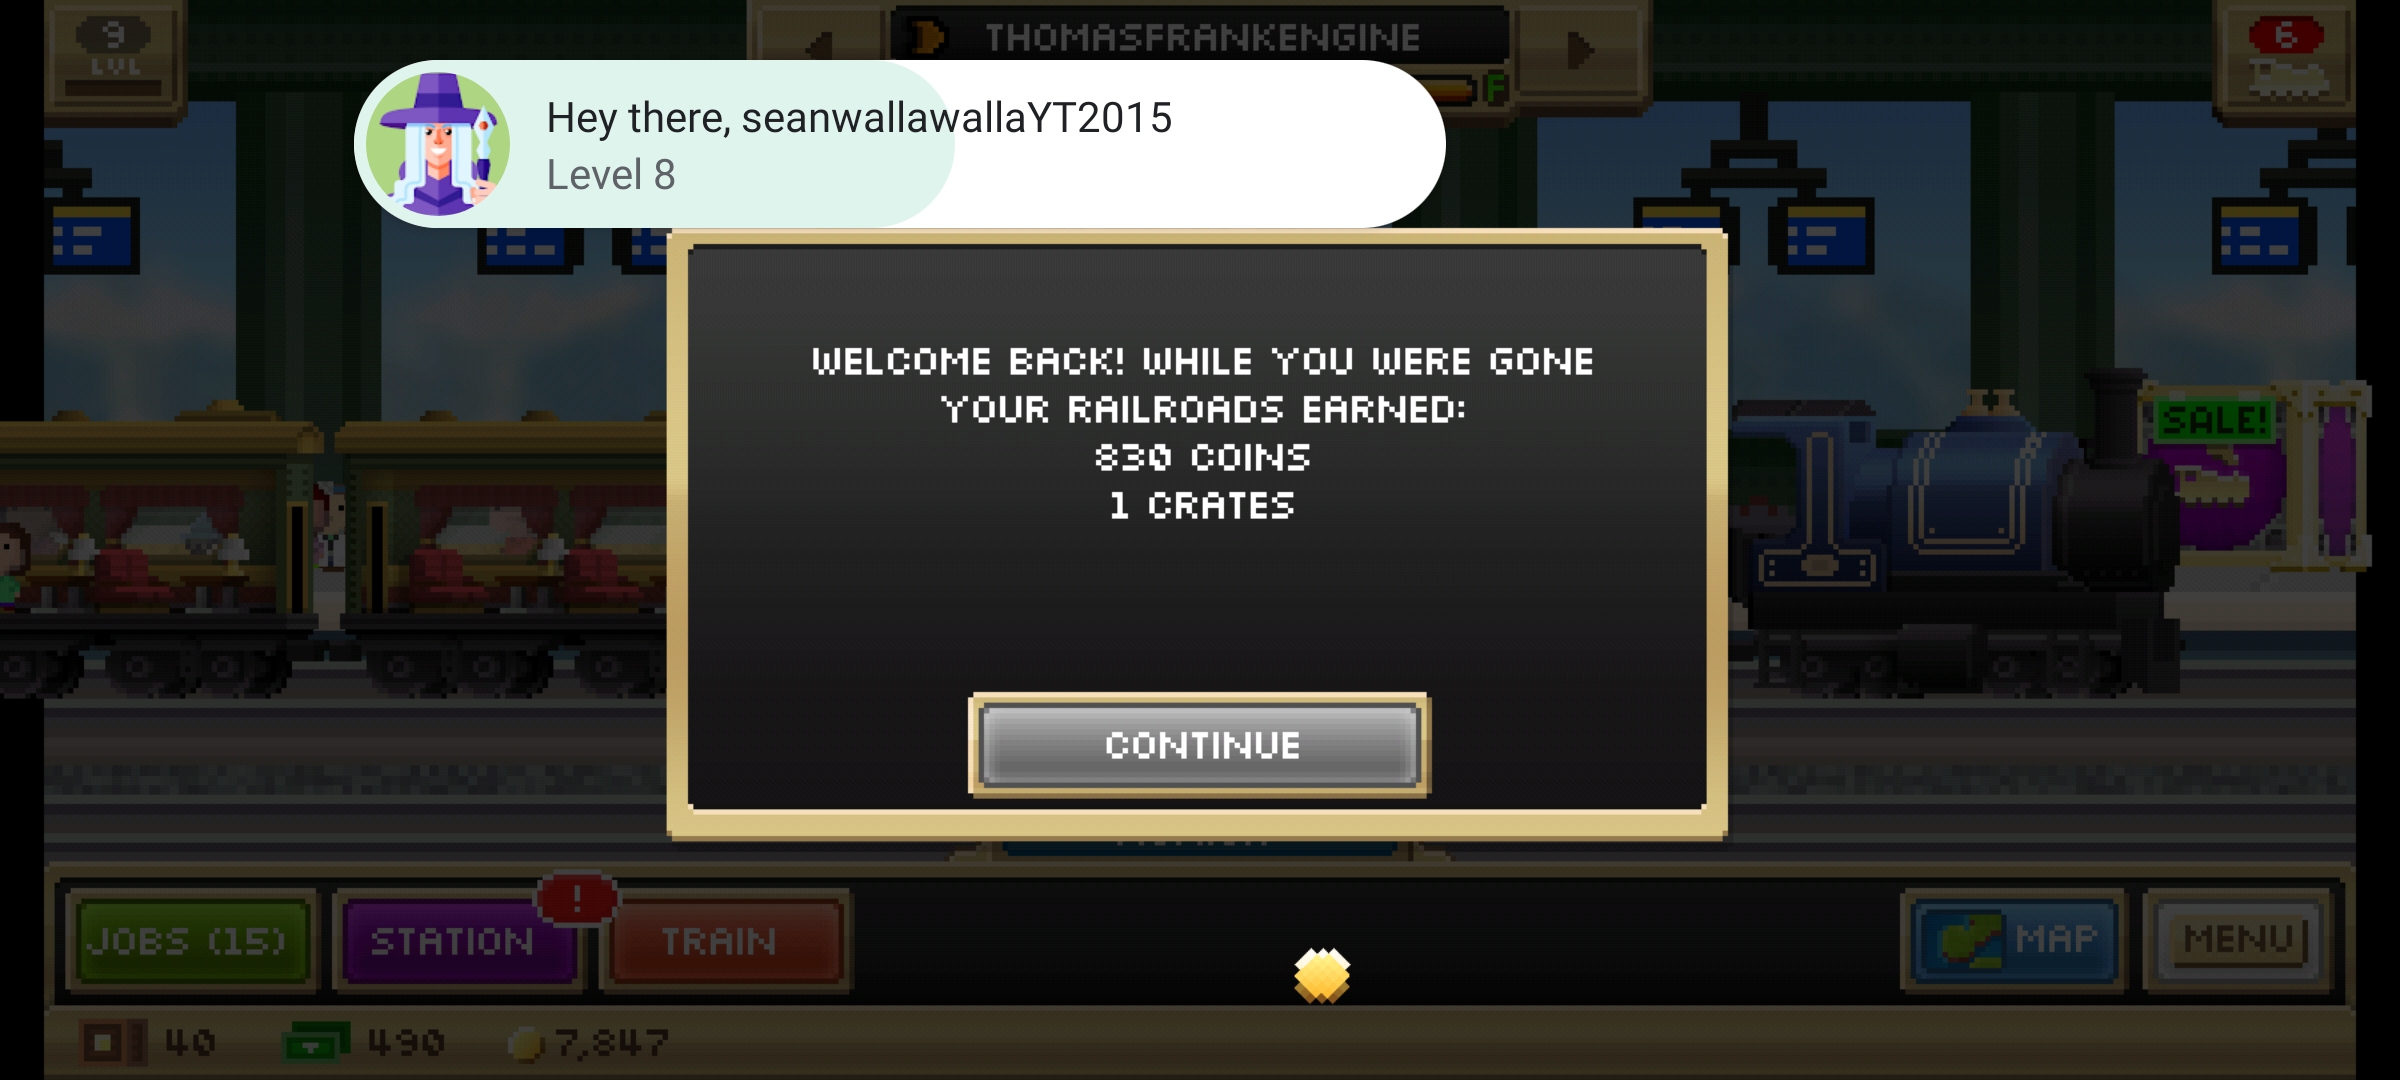 9
LVL
THOMASFRANKENGINE
F
6
Hey there, seanwallawallaYT2015
Level 8
SALE!
WELCOME BACK! WHILE YOU WERE GONE
YOUR RAILROADS EARNED:
830 COINS
1 CRATES
CONTINUE
JOBS (15)
STATION
!
TRAIN
MAP
MENU
40
490
7,847